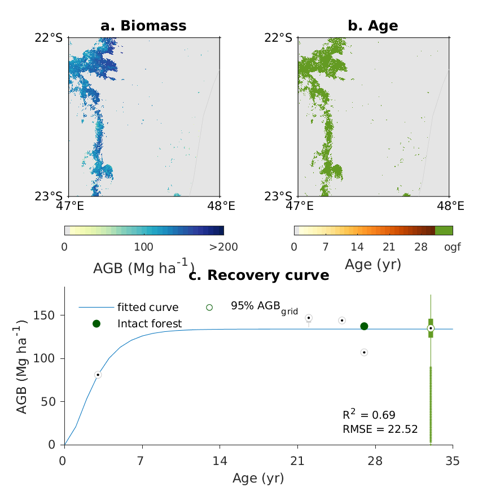 a. Biomass
b. Age
22°S
22°S
23°S
23°S
47°E
48°E
47°E
48°E
0
100
>200
0
7
14
21
28
ogf
AGB (Mg ha⁻¹)
Age (yr)
c. Recovery curve
fitted curve
95% AGB_grid
Intact forest
150
100
50
0
AGB (Mg ha⁻¹)
R² = 0.69
RMSE = 22.52
0
7
14
21
28
35
Age (yr)